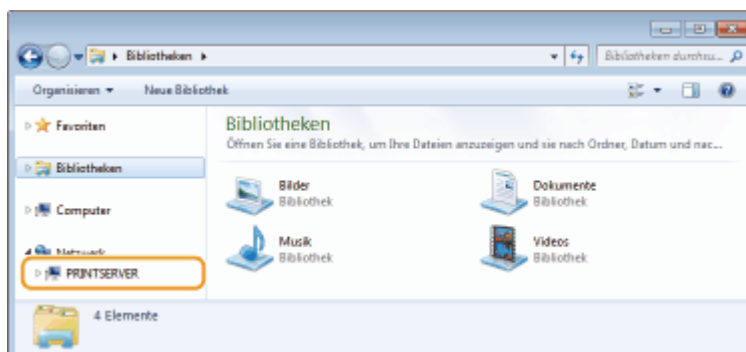 Bibliotheken
Bibliotheken durchsu...
Organisieren Neue Bibliothek
Favoriten
Bibliotheken
Computer
Netzwerk
PRINTSERVER
Bibliotheken
Öffnen Sie eine Bibliothek, um Ihre Dateien anzuzeigen und sie nach Ordner, Datum und nac...
Bilder
Bibliothek
Dokumente
Bibliothek
Musik
Bibliothek
Videos
Bibliothek
4 Elemente